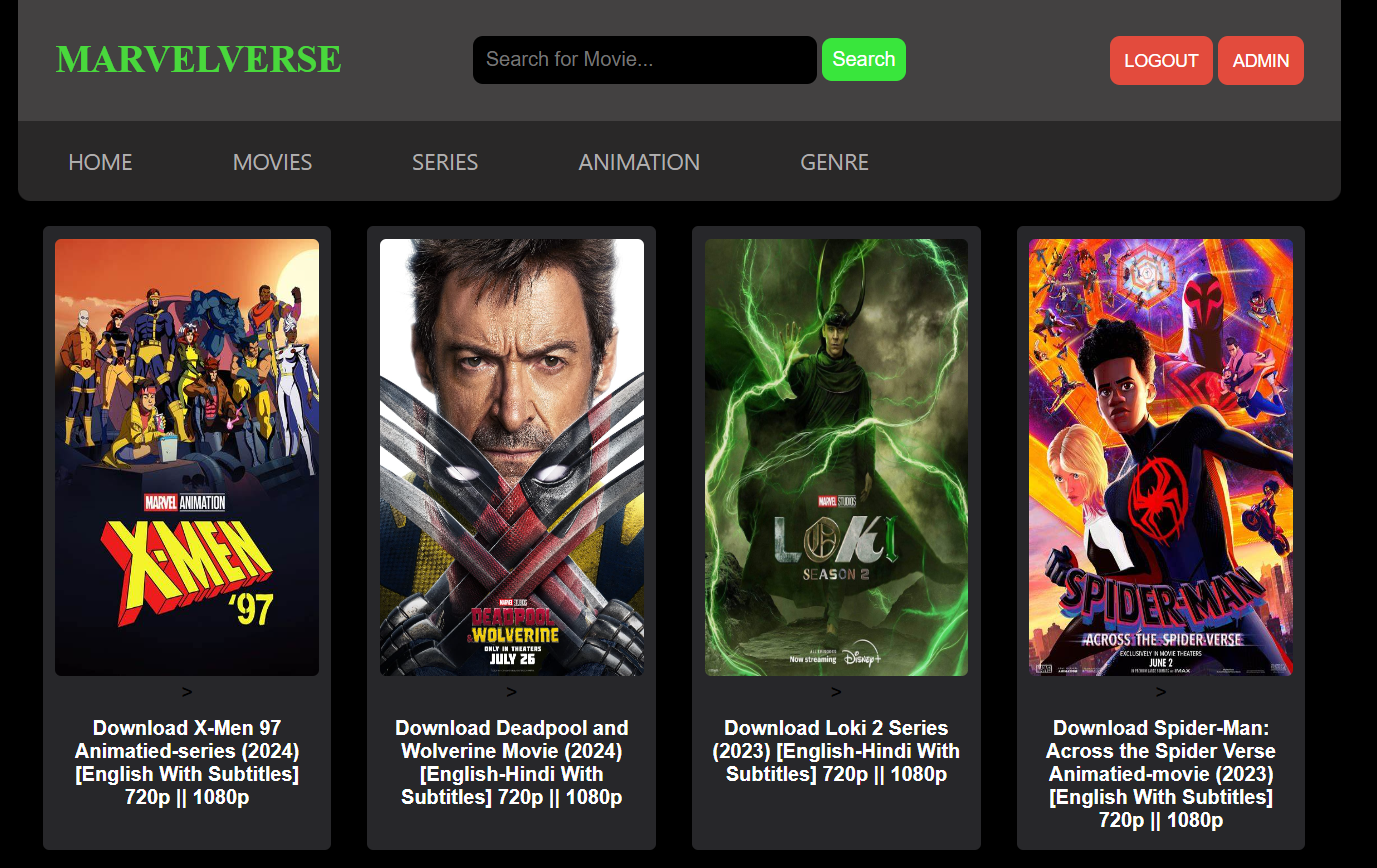 MARVELVERSE
Search for Movie...
Search
LOGOUT
ADMIN
HOME
MOVIES
SERIES
ANIMATION
GENRE
MARVEL ANIMATION
X-MEN
'97
>
Download X-Men 97
Animatied-series (2024)
[English With Subtitles]
720p || 1080p
MARVEL STUDIOS
DEADPOOL
& WOLVERINE
ONLY IN THEATERS
JULY 26
>
Download Deadpool and
Wolverine Movie (2024)
[English-Hindi With
Subtitles] 720p || 1080p
MARVEL STUDIOS
LOKI
SEASON 2
Now streaming
Disney+
>
Download Loki 2 Series
(2023) [English-Hindi With
Subtitles] 720p || 1080p
SPIDER-MAN
ACROSS THE SPIDER-VERSE
EXCLUSIVELY IN MOVIE THEATERS
JUNE 2
>
Download Spider-Man:
Across the Spider Verse
Animatied-movie (2023)
[English With Subtitles]
720p || 1080p